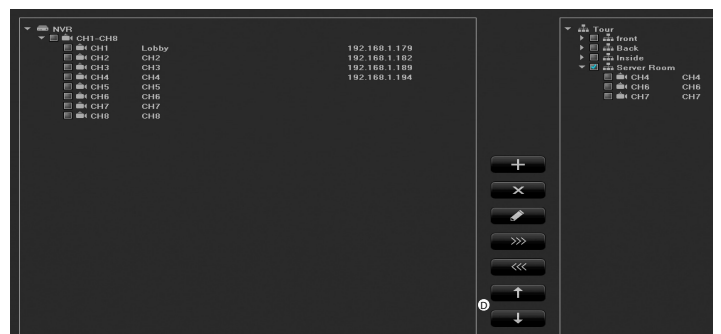 NVR
CH1-CH8
CH1 Lobby 192.168.1.179
CH2 CH2 192.168.1.182
CH3 CH3 192.168.1.189
CH4 CH4 192.168.1.194
CH5 CH5
CH6 CH6
CH7 CH7
CH8 CH8
Tour
front
Back
Inside
Server Room
CH4 CH4
CH6 CH6
CH7 CH7
>>>
<<<
D